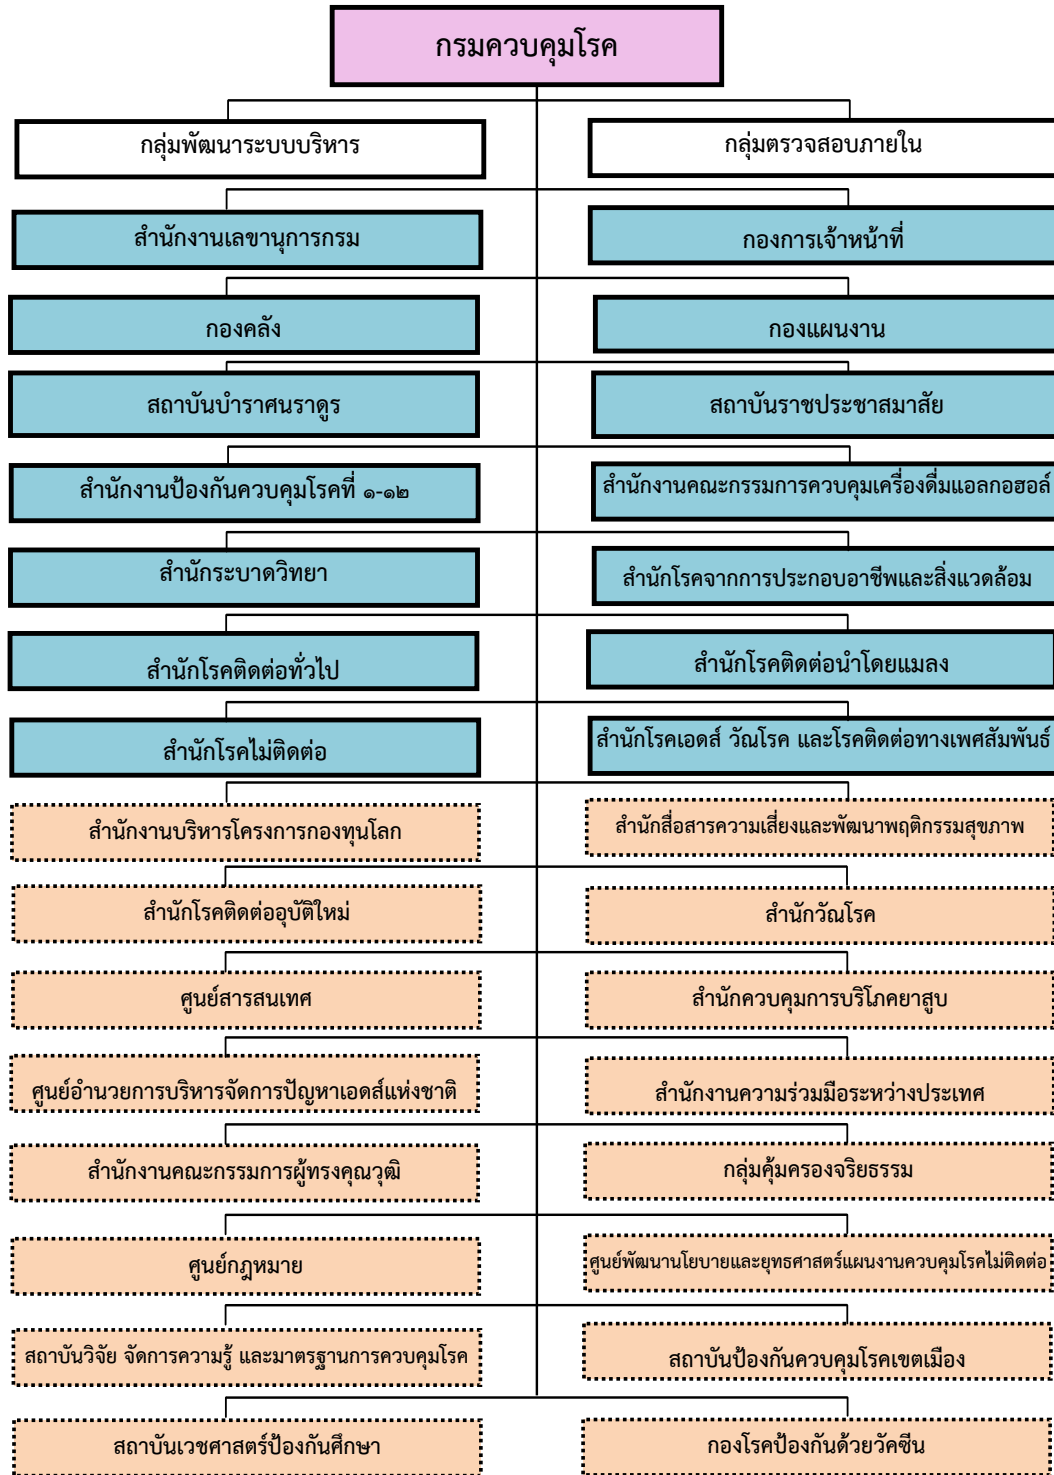 กรมควบคุมโรค
กลุ่มพัฒนาระบบบริหาร
กลุ่มตรวจสอบภายใน
สำนักงานเลขานุการกรม
กองการเจ้าหน้าที่
กองคลัง
กองแผนงาน
สถาบันบำราศนราดูร
สถาบันราชประชาสมาสัย
สำนักงานป้องกันควบคุมโรคที่ ๑-๑๒
สำนักงานคณะกรรมการควบคุมเครื่องดื่มแอลกอฮอล์
สำนักระบาดวิทยา
สำนักโรคจากการประกอบอาชีพและสิ่งแวดล้อม
สำนักโรคติดต่อทั่วไป
สำนักโรคติดต่อนำโดยแมลง
สำนักโรคไม่ติดต่อ
สำนักโรคเอดส์ วัณโรค และโรคติดต่อทางเพศสัมพันธ์
สำนักงานบริหารโครงการกองทุนโลก
สำนักสื่อสารความเสี่ยงและพัฒนาพฤติกรรมสุขภาพ
สำนักโรคติดต่ออุบัติใหม่
สำนักวัณโรค
ศูนย์สารสนเทศ
สำนักควบคุมการบริโภคยาสูบ
ศูนย์อำนวยการบริหารจัดการปัญหาเอดส์แห่งชาติ
สำนักงานความร่วมมือระหว่างประเทศ
สำนักงานคณะกรรมการผู้ทรงคุณวุฒิ
กลุ่มคุ้มครองจริยธรรม
ศูนย์กฎหมาย
ศูนย์พัฒนานโยบายและยุทธศาสตร์แผนงานควบคุมโรคไม่ติดต่อ
สถาบันวิจัย จัดการความรู้ และมาตรฐานการควบคุมโรค
สถาบันป้องกันควบคุมโรคเขตเมือง
สถาบันเวชศาสตร์ป้องกันศึกษา
กองโรคป้องกันด้วยวัคซีน